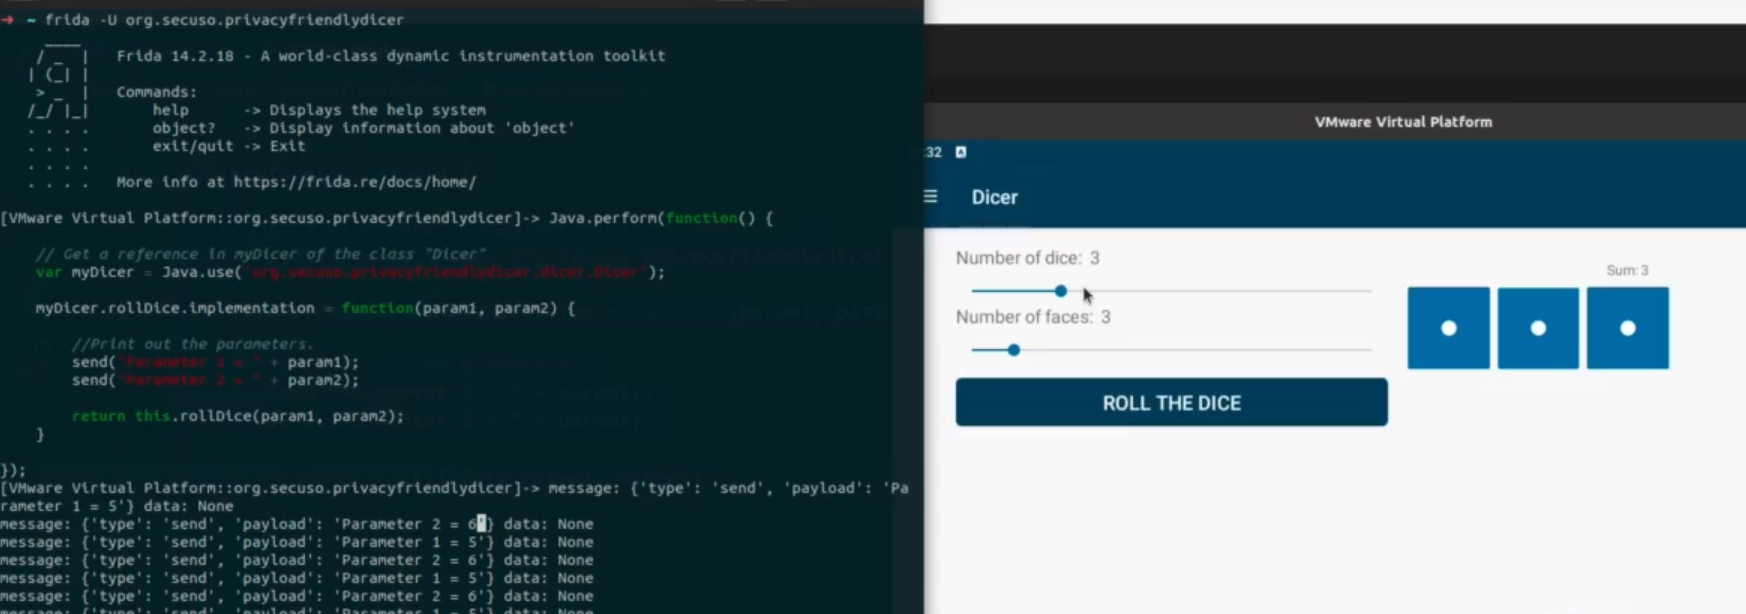 ➜ ~ frida -U org.secuso.privacyfriendlydicer
____
/ _ | Frida 14.2.18 - A world-class dynamic instrumentation toolkit
| (_| |
> _ | Commands:
/_/ |_| help -> Displays the help system
. . . . object? -> Display information about 'object'
. . . . exit/quit -> Exit
. . . .
. . . . More info at https://frida.re/docs/home/
[VMware Virtual Platform::org.secuso.privacyfriendlydicer]-> Java.perform(function() {
// Get a reference in myDicer of the class "Dicer"
var myDicer = Java.use('org.secuso.privacyfriendlydicer.dicer.Dicer');
myDicer.rollDice.implementation = function(param1, param2) {
//Print out the parameters.
send("Parameter 1 = " + param1);
send("Parameter 2 = " + param2);
return this.rollDice(param1, param2);
}
});
[VMware Virtual Platform::org.secuso.privacyfriendlydicer]-> message: {'type': 'send', 'payload': 'Pa
rameter 1 = 5'} data: None
message: {'type': 'send', 'payload': 'Parameter 2 = 6'} data: None
message: {'type': 'send', 'payload': 'Parameter 1 = 5'} data: None
message: {'type': 'send', 'payload': 'Parameter 2 = 6'} data: None
message: {'type': 'send', 'payload': 'Parameter 1 = 5'} data: None
message: {'type': 'send', 'payload': 'Parameter 2 = 6'} data: None
message: {'type': 'send', 'payload': 'Parameter 1 = 5'} data: None
VMware Virtual Platform
:32 A
Dicer
Number of dice: 3
Number of faces: 3
ROLL THE DICE
Sum: 3